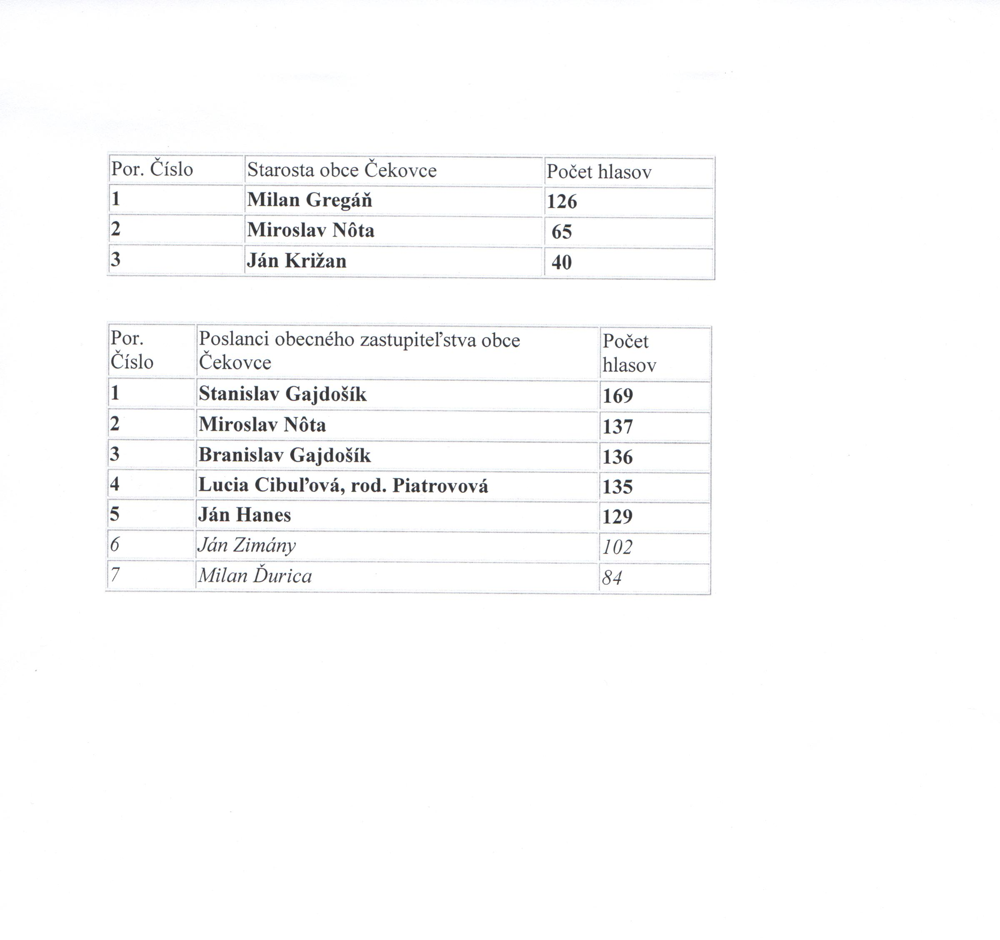 Por. Číslo Starosta obce Čekovce Počet hlasov
1 Milan Gregáň 126
2 Miroslav Nôta 65
3 Ján Križan 40
Por. Poslanci obecného zastupiteľstva obce Počet
Číslo Čekovce hlasov
1 Stanislav Gajdošík 169
2 Miroslav Nôta 137
3 Branislav Gajdošík 136
4 Lucia Cibuľová, rod. Piatrovová 135
5 Ján Hanes 129
6 Ján Zimány 102
7 Milan Ďurica 84